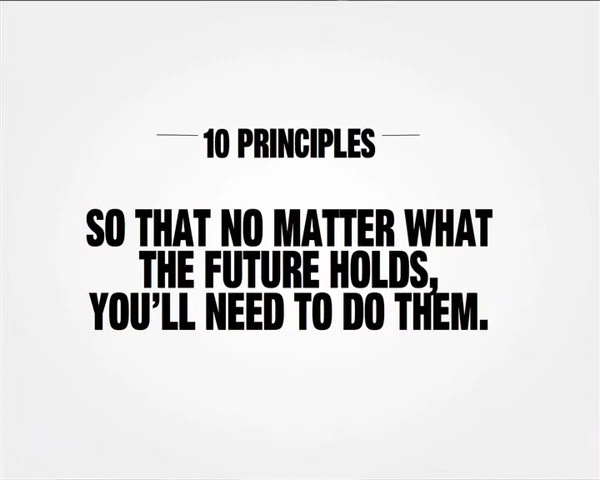 10 PRINCIPLES
SO THAT NO MATTER WHAT
THE FUTURE HOLDS,
YOU'LL NEED TO DO THEM.